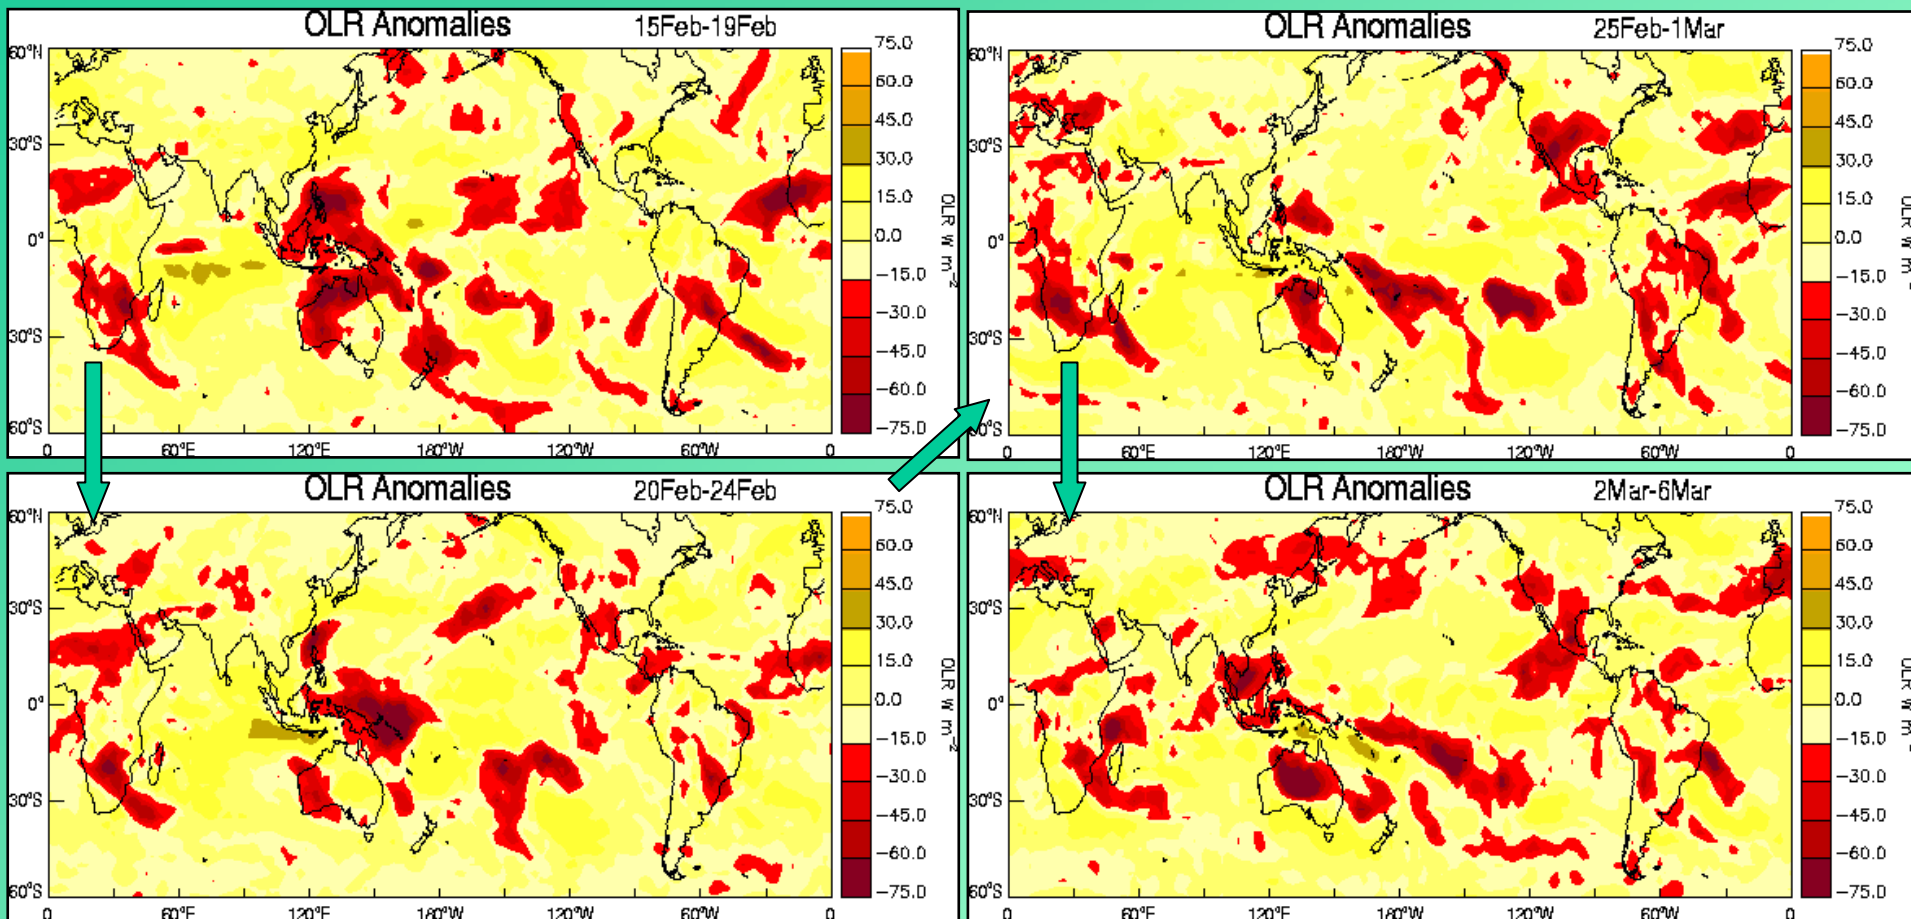 OLR Anomalies 15Feb-19Feb
60°N
30°S
0°
30°S
60°S
0 60°E 120°E 180°W 120°W 60°W 0
75.0
60.0
45.0
30.0
15.0
0.0
−15.0
−30.0
−45.0
−60.0
−75.0
OLR W m⁻²
OLR Anomalies 20Feb-24Feb
60°N
30°S
0°
30°S
60°S
0 60°E 120°E 180°W 120°W 60°W 0
75.0
60.0
45.0
30.0
15.0
0.0
−15.0
−30.0
−45.0
−60.0
−75.0
OLR W m⁻²
OLR Anomalies 25Feb-1Mar
60°N
30°S
0°
30°S
0°S
0 60°E 120°E 180°W 120°W 60°W 0
75.0
60.0
45.0
30.0
15.0
0.0
−15.0
−30.0
−45.0
−60.0
−75.0
OLR W m
OLR Anomalies 2Mar-6Mar
60°N
30°S
0°
30°S
60°S
0 60°E 120°E 180°W 120°W 60°W 0
75.0
60.0
45.0
30.0
15.0
0.0
−15.0
−30.0
−45.0
−60.0
−75.0
OLR W m